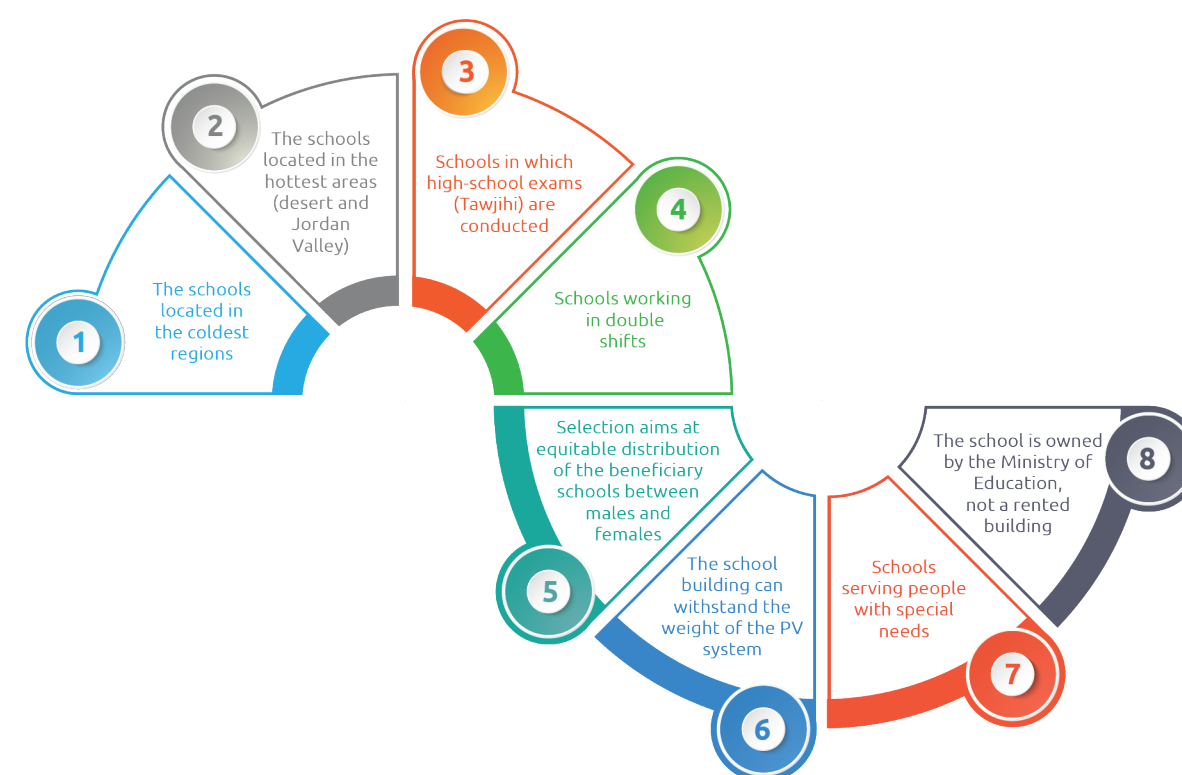 1
The schools
located in
the coldest
regions
2
The schools
located in the
hottest areas
(desert and
Jordan
Valley)
3
Schools in which
high-school exams
(Tawjihi) are
conducted
4
Schools working
in double
shifts
5
Selection aims at
equitable distribution
of the beneficiary
schools between
males and
females
6
The school
building can
withstand the
weight of the PV
system
7
Schools
serving people
with special
needs
8
The school is owned
by the Ministry of
Education,
not a rented
building